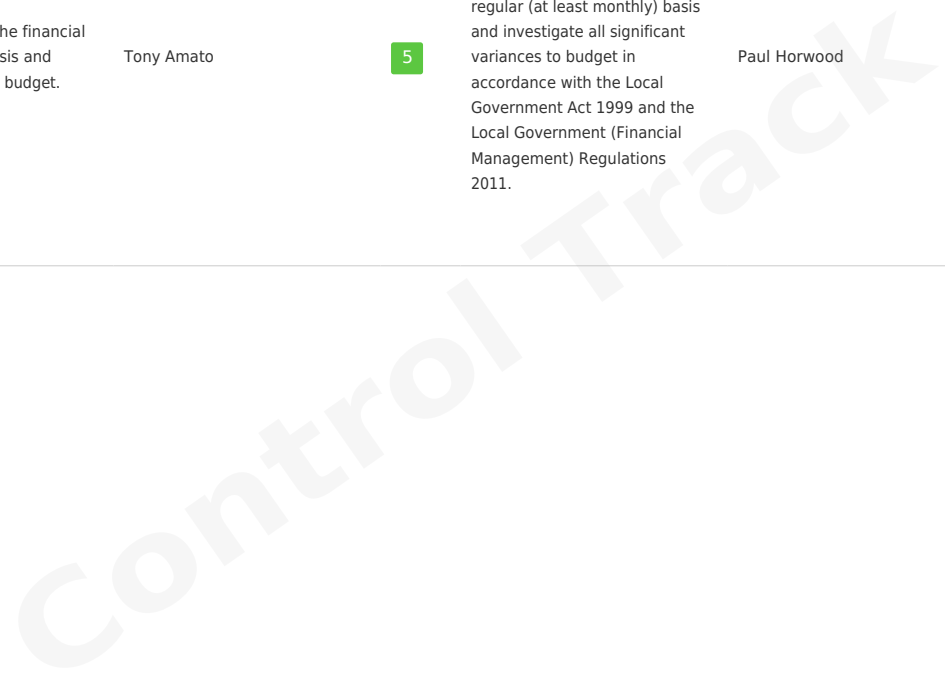 he financial
sis and
budget.
Tony Amato
5
regular (at least monthly) basis
and investigate all significant
variances to budget in
accordance with the Local
Government Act 1999 and the
Local Government (Financial
Management) Regulations
2011.
Paul Horwood
Control Track